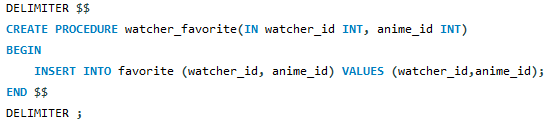 DELIMITER $$
CREATE PROCEDURE watcher_favorite(IN watcher_id INT, anime_id INT)
BEGIN
    INSERT INTO favorite (watcher_id, anime_id) VALUES (watcher_id,anime_id);
END $$
DELIMITER ;